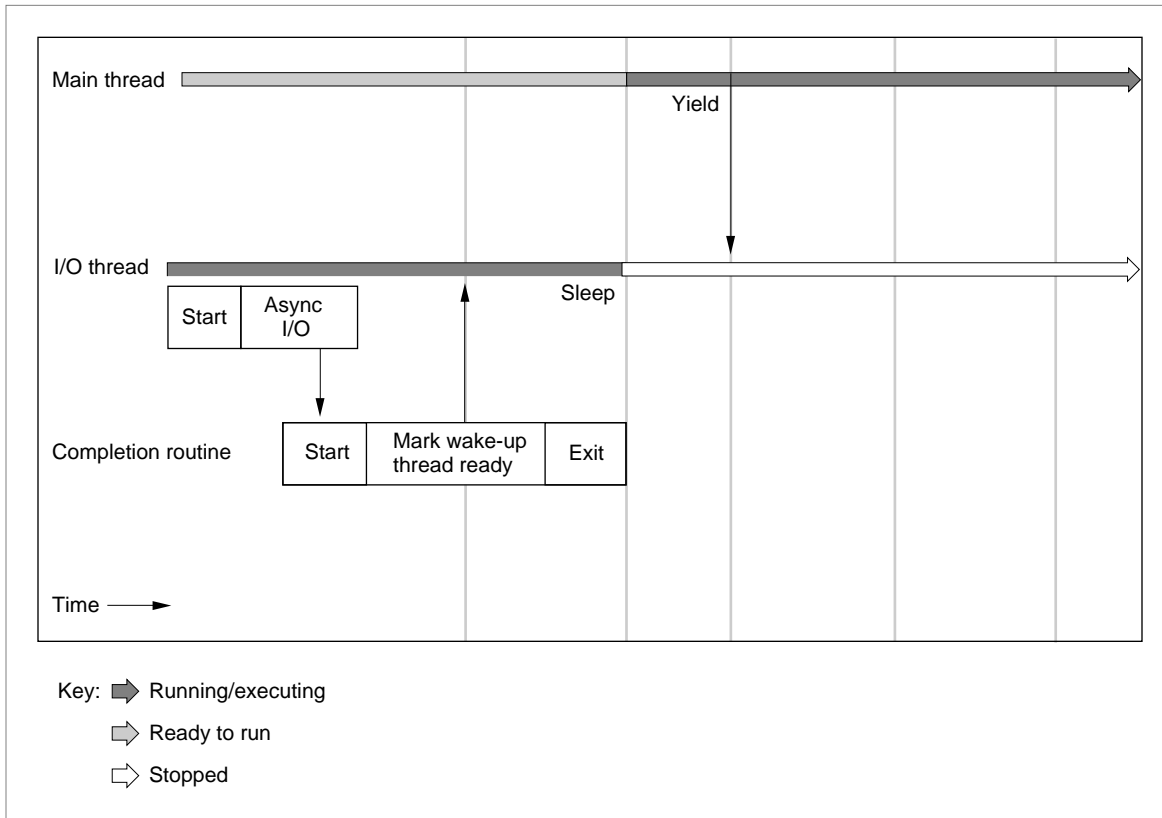 Main thread
Yield
I/O thread
Sleep
Start
Async
I/O
Completion routine
Start
Mark wake-up
thread ready
Exit
Time
Key:
Running/executing
Ready to run
Stopped